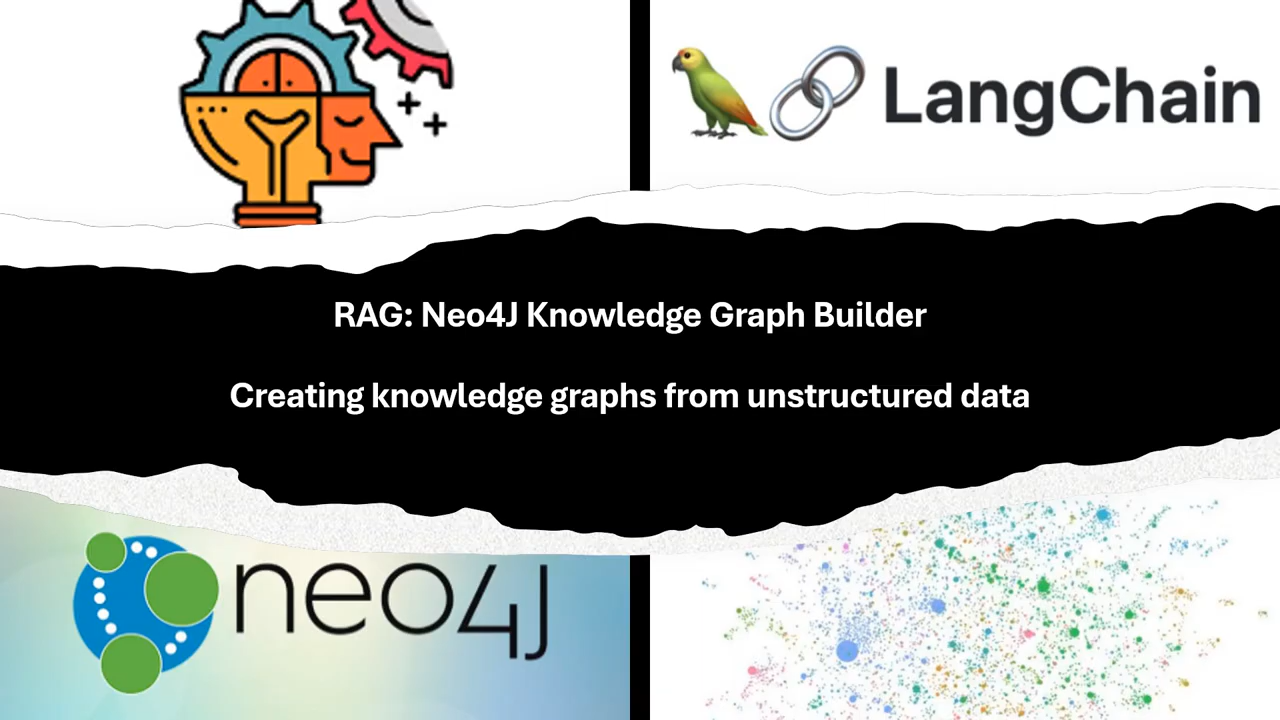 LangChain
RAG: Neo4J Knowledge Graph Builder
Creating knowledge graphs from unstructured data
neo4j